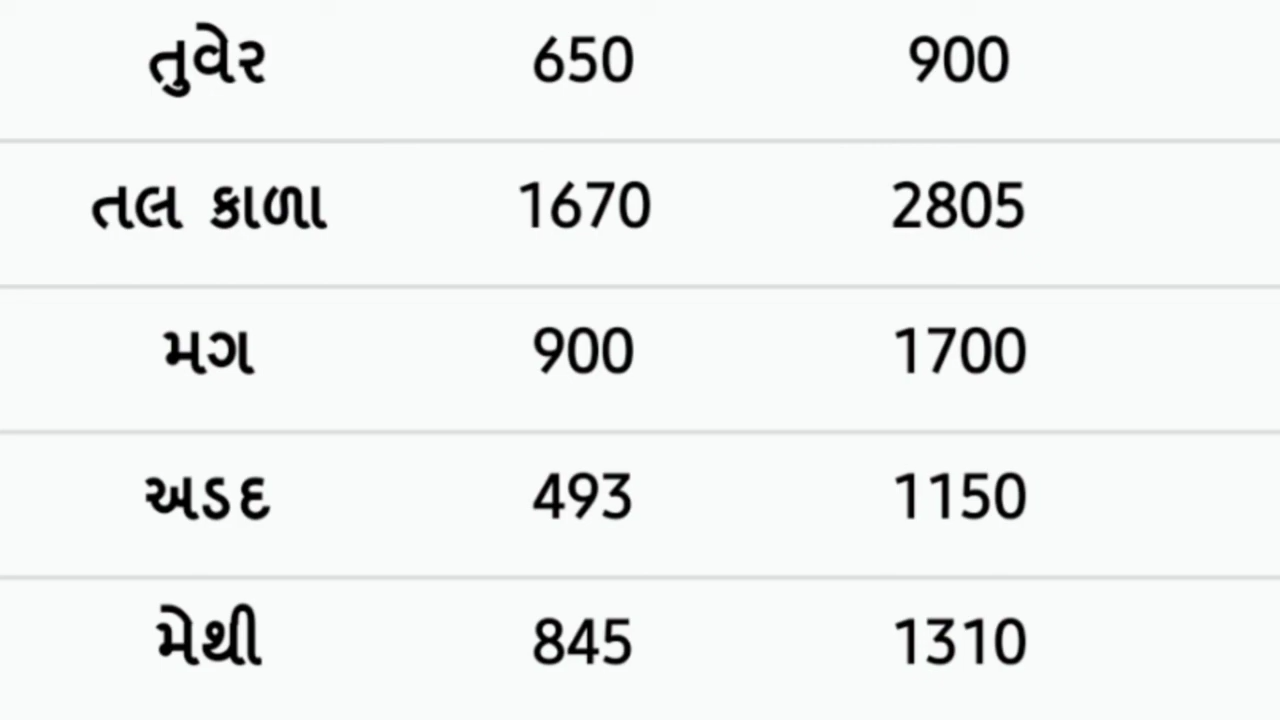 તુવેર 650 900
તલ કાળા 1670 2805
મગ 900 1700
અડદ 493 1150
મેથી 845 1310